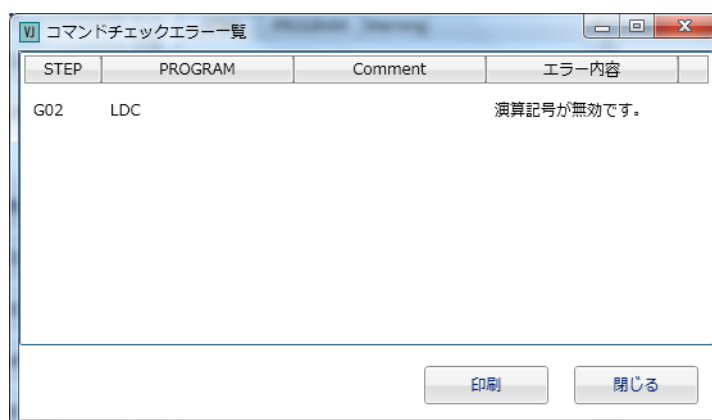 VJ コマンドチェックエラー一覧
STEP PROGRAM Comment エラー内容
G02 LDC 演算記号が無効です。
印刷 閉じる